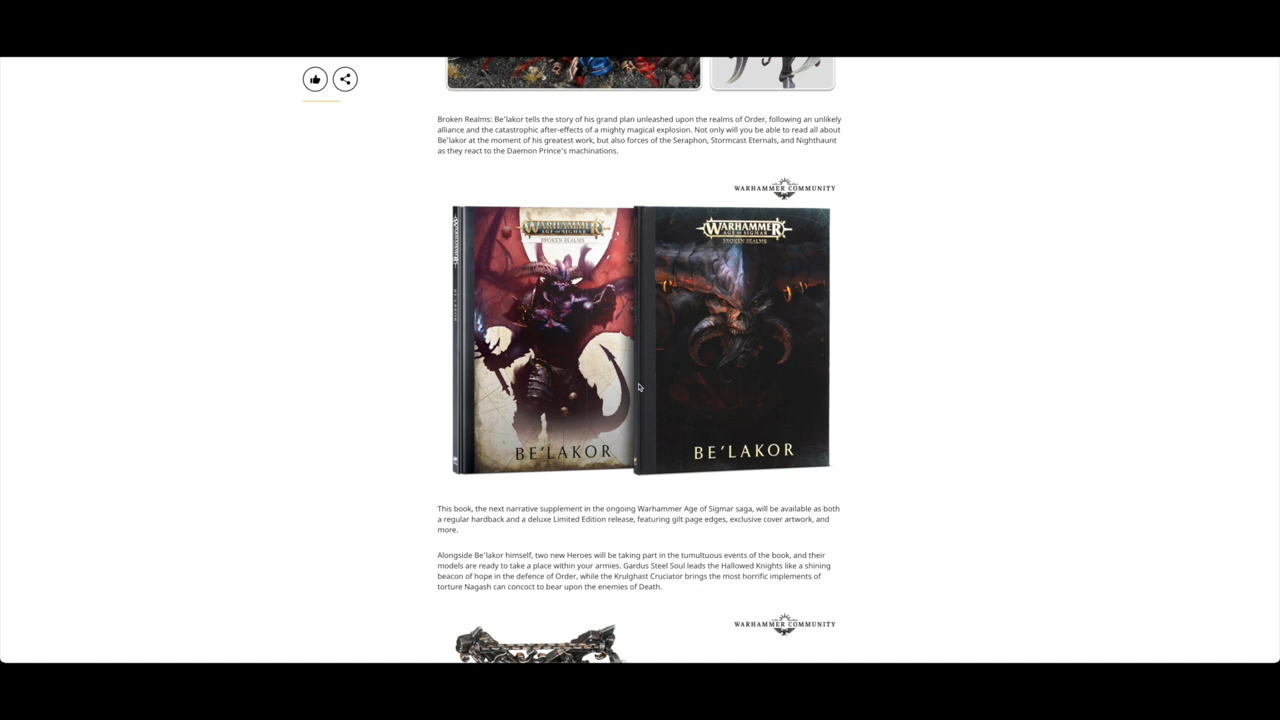 Broken Realms: Be'lakor tells the story of his grand plan unleashed upon the realms of Order, following an unlikely
alliance and the catastrophic after-effects of a mighty magical explosion. Not only will you be able to read all about
Be'lakor at the moment of his greatest work, but also forces of the Seraphon, Stormcast Eternals, and Nighthaunt
as they react to the Daemon Prince's machinations.
WARHAMMER COMMUNITY
WARHAMMER
AGE OF SIGMAR
BROKEN REALMS
BE'LAKOR
WARHAMMER
AGE OF SIGMAR
BROKEN REALMS
BE'LAKOR
This book, the next narrative supplement in the ongoing Warhammer Age of Sigmar saga, will be available as both
a regular hardback and a deluxe Limited Edition release, featuring gilt page edges, exclusive cover artwork, and
more.
Alongside Be'lakor himself, two new Heroes will be taking part in the tumultuous events of the book, and their
models are ready to take a place within your armies. Gardus Steel Soul leads the Hallowed Knights like a shining
beacon of hope in the defence of Order, while the Krulghast Cruciator brings the most horrific implements of
torture Nagash can concoct to bear upon the enemies of Death.
WARHAMMER COMMUNITY